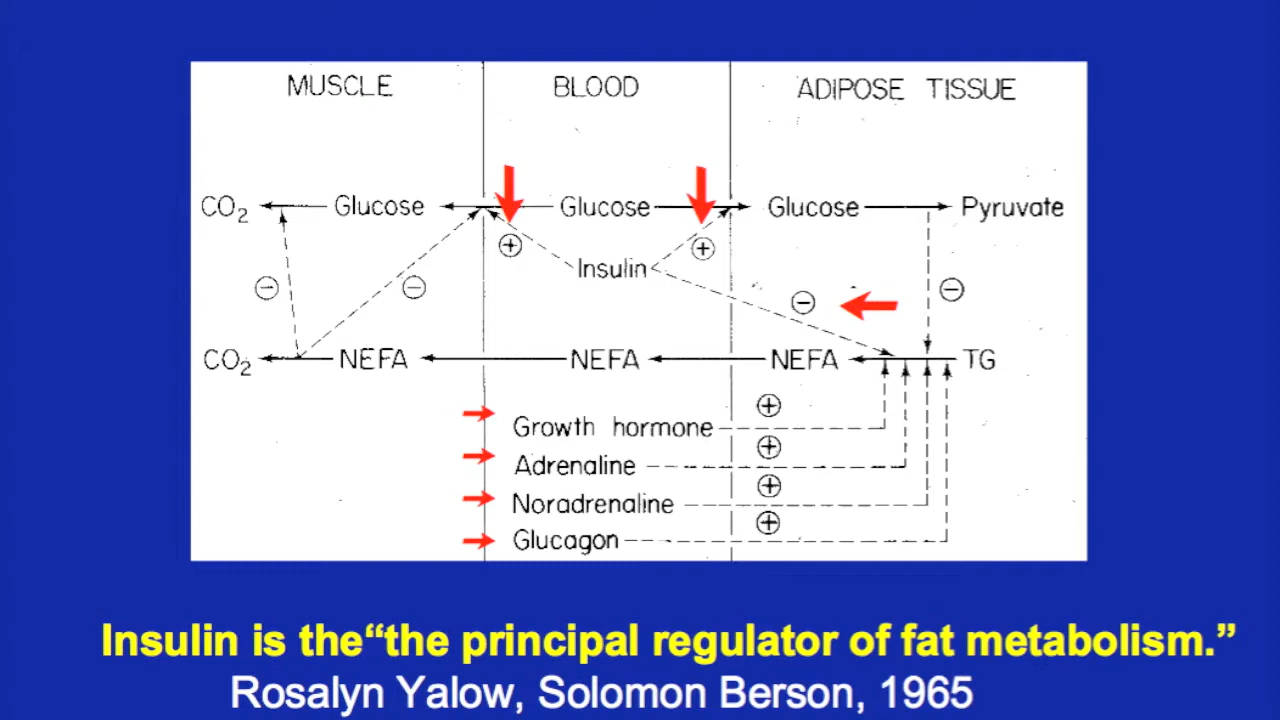 MUSCLE BLOOD ADIPOSE TISSUE
CO₂ Glucose Glucose Glucose Pyruvate
+ +
Insulin
− − − −
CO₂ NEFA NEFA NEFA TG
+
Growth hormone
+
Adrenaline
+
Noradrenaline
+
Glucagon
Insulin is the“the principal regulator of fat metabolism.”
Rosalyn Yalow, Solomon Berson, 1965